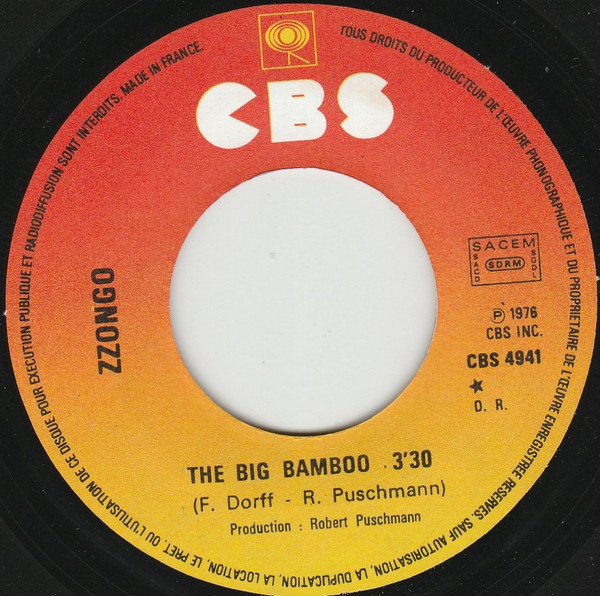 TOUS DROITS DU PRODUCTEUR DE L'ŒUVRE PHONOGRAPHIQUE ET DU PROPRIETAIRE DE L'ŒUVRE ENREGISTREE RESERVES. SAUF AUTORISATION, LA DUPLICATION, LA LOCATION, LE PRET, OU L'UTILISATION DE CE DISQUE POUR EXECUTION PUBLIQUE ET RADIODIFFUSION SONT INTERDITS. MADE IN FRANCE.
CBS
ZZONGO
SACEM
SACD SDRM SGDL
Ⓟ 1976
CBS INC.
CBS 4941
★
D. R.
THE BIG BAMBOO . 3'30
(F. Dorff - R. Puschmann)
Production : Robert Puschmann